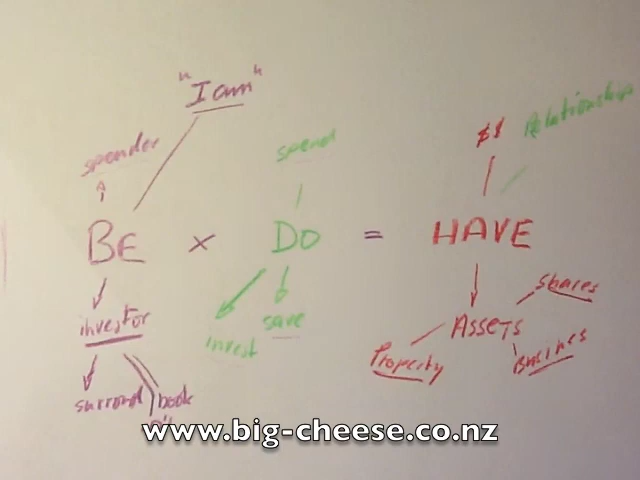 "I am"
$$ Relationship
spender spend
BE x DO = HAVE
Shares
investor invest save ASSETS
Property Business
surround book
www.big-cheese.co.nz